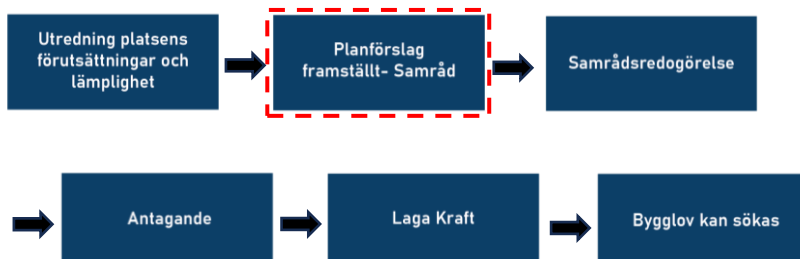 Utredning platsens
förutsättningar och
lämplighet
Planförslag
framställt- Samråd
Samrådsredogörelse
Antagande
Laga Kraft
Bygglov kan sökas